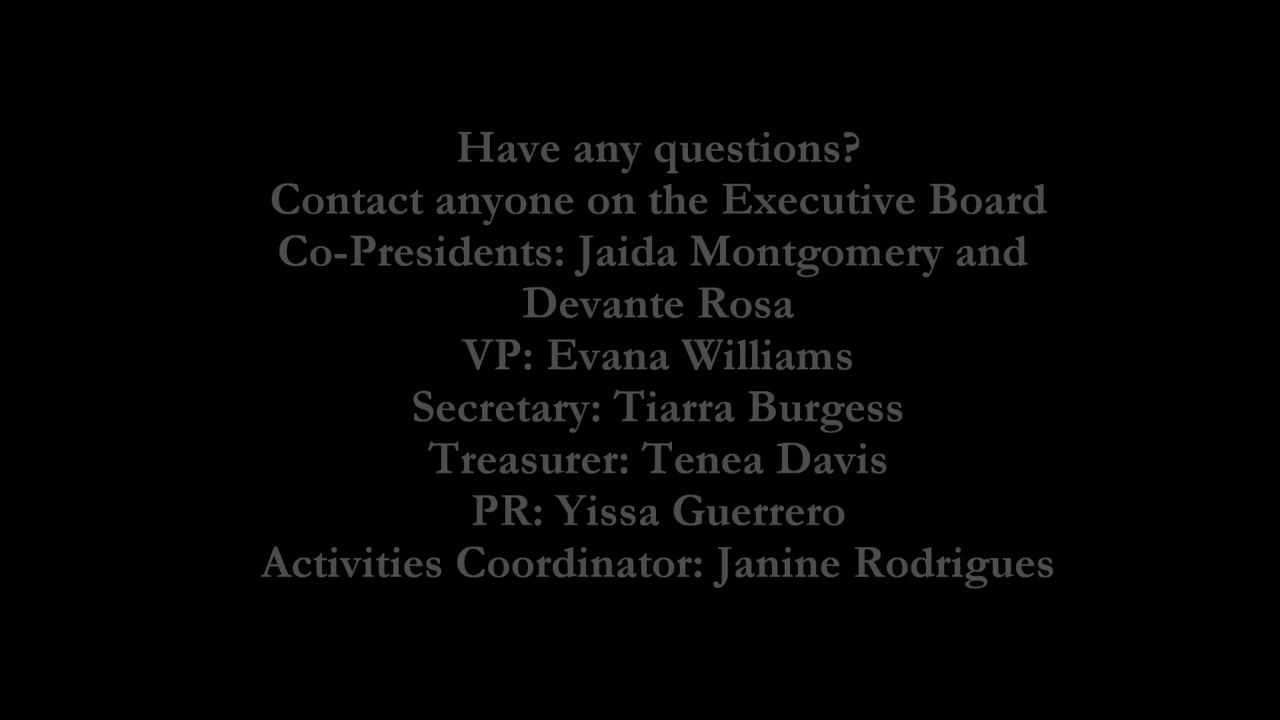 Have any questions?
Contact anyone on the Executive Board
Co-Presidents: Jaida Montgomery and
Devante Rosa
VP: Evana Williams
Secretary: Tiarra Burgess
Treasurer: Tenea Davis
PR: Yissa Guerrero
Activities Coordinator: Janine Rodrigues